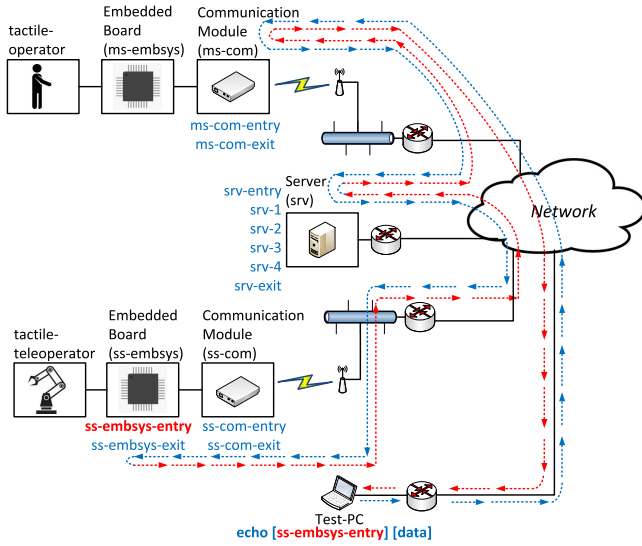 tactile-
operator
Embedded
Board
(ms-embsys)
Communication
Module
(ms-com)
ms-com-entry
ms-com-exit
Network
Server
(srv)
srv-entry
srv-1
srv-2
srv-3
srv-4
srv-exit
tactile-
teleoperator
Embedded
Board
(ss-embsys)
Communication
Module
(ss-com)
ss-embsys-entry
ss-embsys-exit
ss-com-entry
ss-com-exit
Test-PC
echo [ss-embsys-entry] [data]